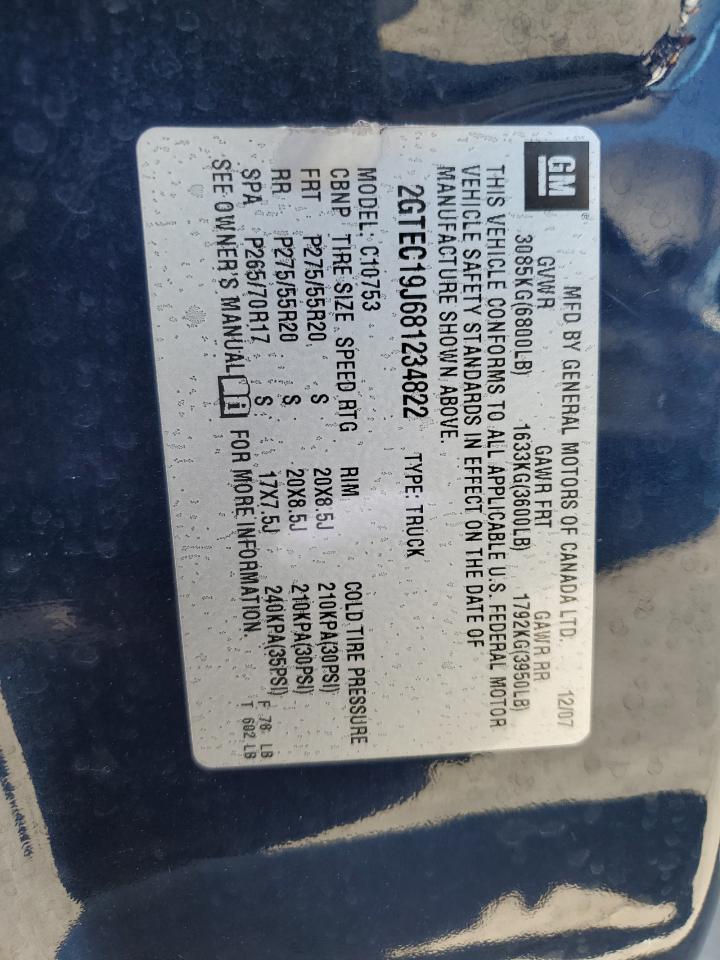 GM
MFD BY GENERAL MOTORS OF CANADA LTD. 12/07
GVWR GAWR FRT GAWR RR
3085KG(6800LB) 1633KG(3600LB) 1792KG(3950LB)
THIS VEHICLE CONFORMS TO ALL APPLICABLE U.S. FEDERAL MOTOR
VEHICLE SAFETY STANDARDS IN EFFECT ON THE DATE OF
MANUFACTURE SHOWN ABOVE.
2GTEC19J681234822 TYPE: TRUCK
MODEL: C10753
CBNP TIRE SIZE SPEED RTG RIM COLD TIRE PRESSURE
FRT P275/55R20 S 20X8.5J 210KPA(30PSI)
RR P275/55R20 S 20X8.5J 210KPA(30PSI)
SPA P265/70R17 S 17X7.5J 240KPA(35PSI)
SEE OWNER'S MANUAL FOR MORE INFORMATION.
F 78 LB
T 602 LB